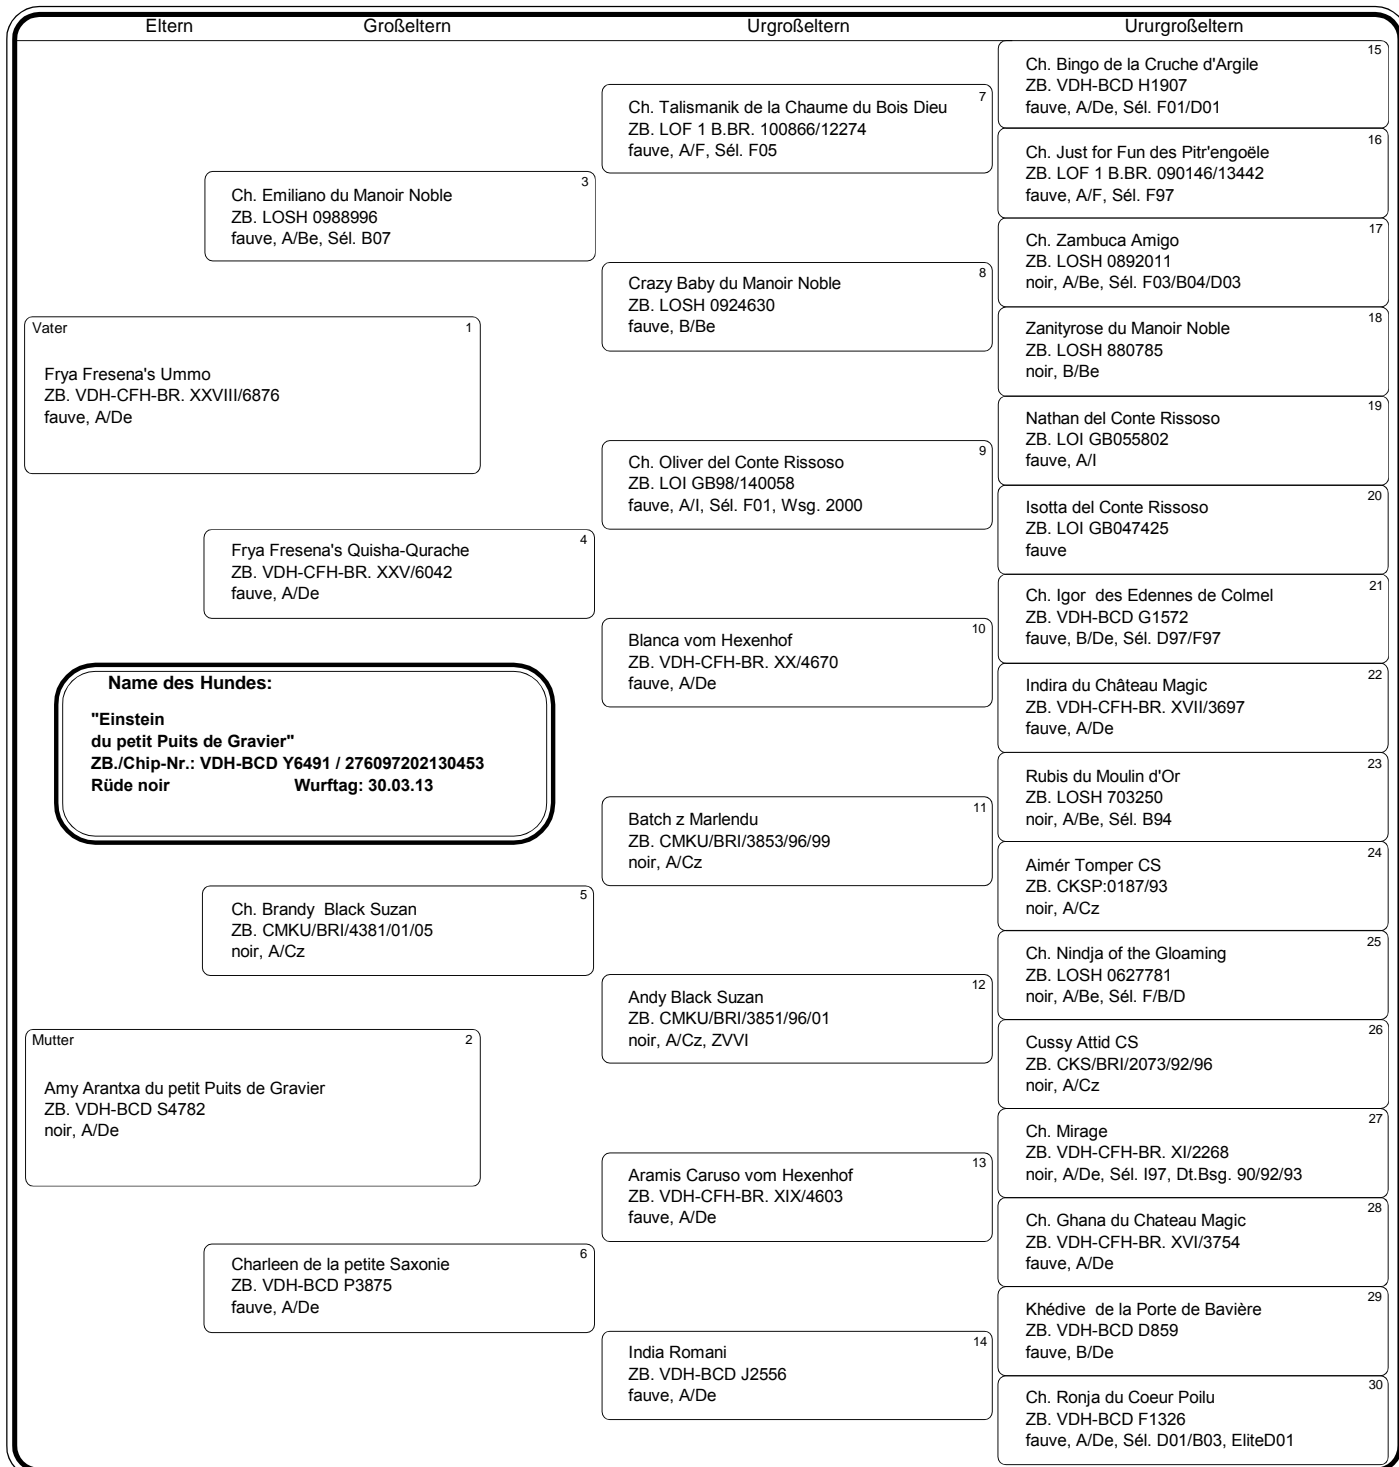 Eltern Großeltern Urgroßeltern Ururgroßeltern
Vater 1
Frya Fresena's Ummo
ZB. VDH-CFH-BR. XXVIII/6876
fauve, A/De
Mutter 2
Amy Arantxa du petit Puits de Gravier
ZB. VDH-BCD S4782
noir, A/De
3
Ch. Emiliano du Manoir Noble
ZB. LOSH 0988996
fauve, A/Be, Sél. B07
4
Frya Fresena's Quisha-Qurache
ZB. VDH-CFH-BR. XXV/6042
fauve, A/De
Name des Hundes:
"Einstein
du petit Puits de Gravier"
ZB./Chip-Nr.: VDH-BCD Y6491 / 276097202130453
Rüde noir Wurftag: 30.03.13
5
Ch. Brandy Black Suzan
ZB. CMKU/BRI/4381/01/05
noir, A/Cz
6
Charleen de la petite Saxonie
ZB. VDH-BCD P3875
fauve, A/De
7
Ch. Talismanik de la Chaume du Bois Dieu
ZB. LOF 1 B.BR. 100866/12274
fauve, A/F, Sél. F05
8
Crazy Baby du Manoir Noble
ZB. LOSH 0924630
fauve, B/Be
9
Ch. Oliver del Conte Rissoso
ZB. LOI GB98/140058
fauve, A/I, Sél. F01, Wsg. 2000
10
Blanca vom Hexenhof
ZB. VDH-CFH-BR. XX/4670
fauve, A/De
11
Batch z Marlendu
ZB. CMKU/BRI/3853/96/99
noir, A/Cz
12
Andy Black Suzan
ZB. CMKU/BRI/3851/96/01
noir, A/Cz, ZVVI
13
Aramis Caruso vom Hexenhof
ZB. VDH-CFH-BR. XIX/4603
fauve, A/De
14
India Romani
ZB. VDH-BCD J2556
fauve, A/De
15
Ch. Bingo de la Cruche d'Argile
ZB. VDH-BCD H1907
fauve, A/De, Sél. F01/D01
16
Ch. Just for Fun des Pitr'engoële
ZB. LOF 1 B.BR. 090146/13442
fauve, A/F, Sél. F97
17
Ch. Zambuca Amigo
ZB. LOSH 0892011
noir, A/Be, Sél. F03/B04/D03
18
Zanityrose du Manoir Noble
ZB. LOSH 880785
noir, B/Be
19
Nathan del Conte Rissoso
ZB. LOI GB055802
fauve, A/I
20
Isotta del Conte Rissoso
ZB. LOI GB047425
fauve
21
Ch. Igor des Edennes de Colmel
ZB. VDH-BCD G1572
fauve, B/De, Sél. D97/F97
22
Indira du Château Magic
ZB. VDH-CFH-BR. XVII/3697
fauve, A/De
23
Rubis du Moulin d'Or
ZB. LOSH 703250
noir, A/Be, Sél. B94
24
Aimér Tomper CS
ZB. CKSP:0187/93
noir, A/Cz
25
Ch. Nindja of the Gloaming
ZB. LOSH 0627781
noir, A/Be, Sél. F/B/D
26
Cussy Attid CS
ZB. CKS/BRI/2073/92/96
noir, A/Cz
27
Ch. Mirage
ZB. VDH-CFH-BR. XI/2268
noir, A/De, Sél. I97, Dt.Bsg. 90/92/93
28
Ch. Ghana du Chateau Magic
ZB. VDH-CFH-BR. XVI/3754
fauve, A/De
29
Khédive de la Porte de Bavière
ZB. VDH-BCD D859
fauve, B/De
30
Ch. Ronja du Coeur Poilu
ZB. VDH-BCD F1326
fauve, A/De, Sél. D01/B03, EliteD01